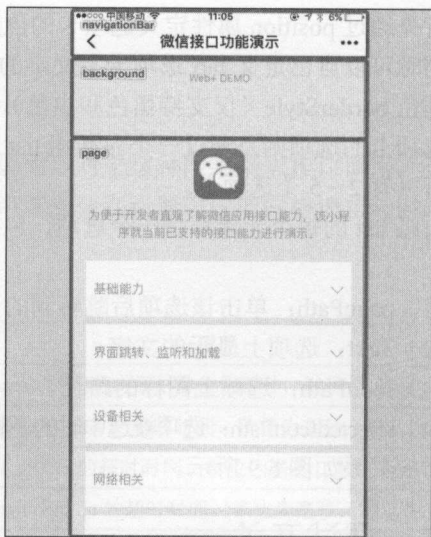 中国移动 11:05 6%
navigationBar
微信接口功能演示
background
Web+ DEMO
page
为便于开发者直观了解微信应用接口能力，该小程
序就当前已支持的接口能力进行演示。
基础能力
界面跳转、监听和加载
设备相关
网络相关